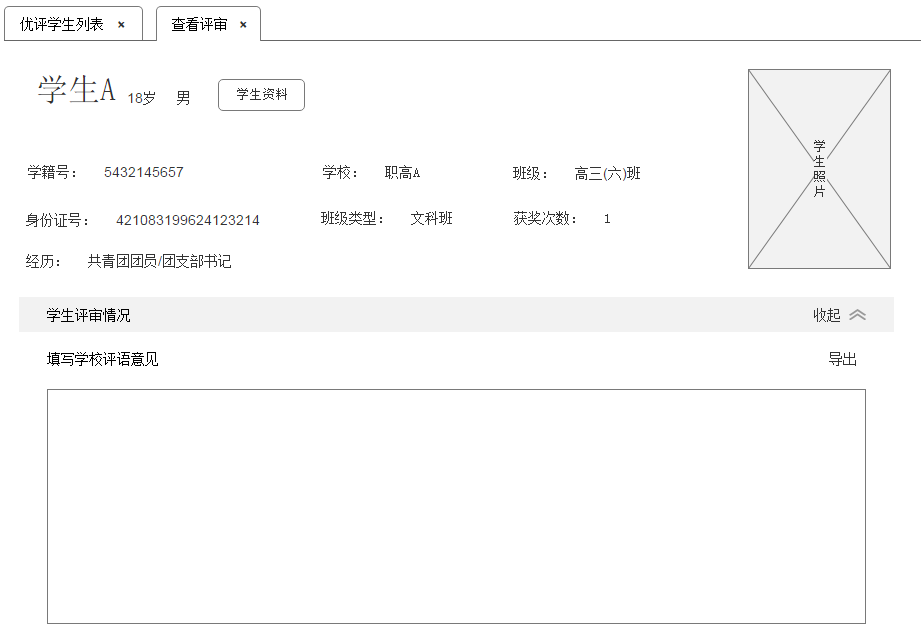 优评学生列表 × 查看评审 ×
学生A 18岁 男 学生资料
学籍号： 5432145657 学校： 职高A 班级： 高三(六)班
身份证号： 421083199624123214 班级类型： 文科班 获奖次数： 1
经历： 共青团团员/团支部书记
学生照片
学生评审情况 收起
填写学校评语意见 导出